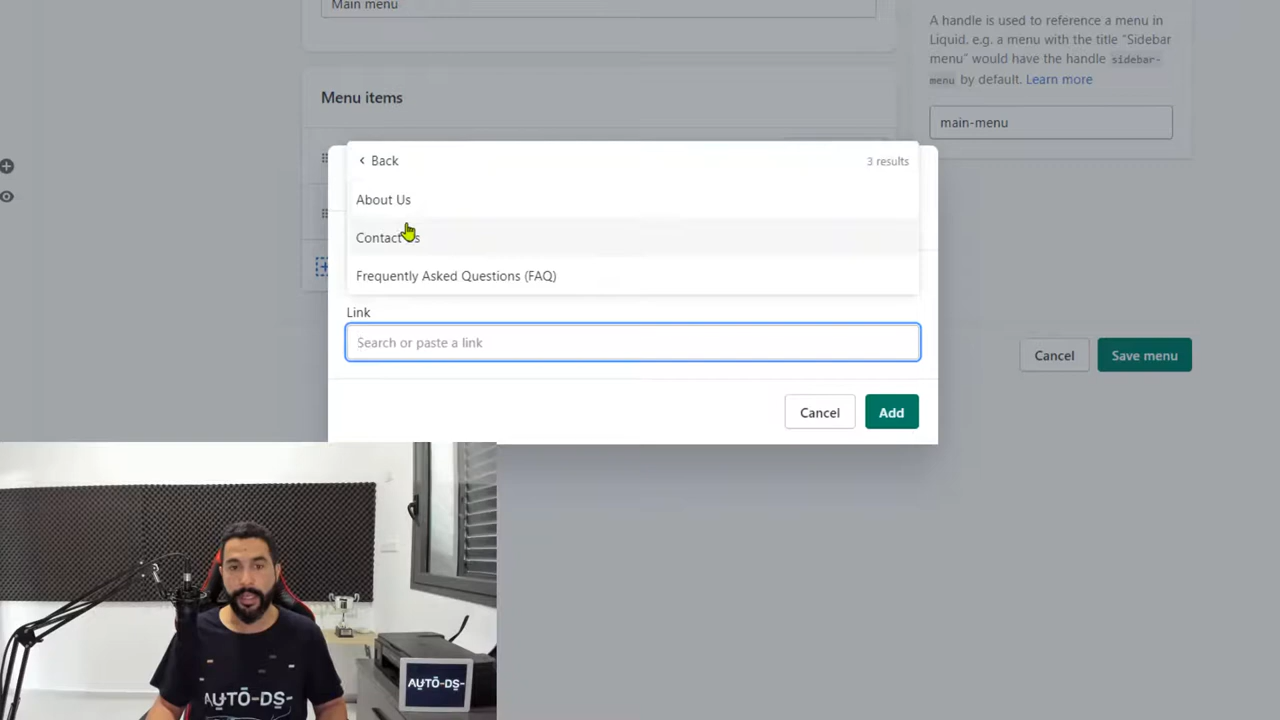 Main menu
A handle is used to reference a menu in
Liquid. e.g. a menu with the title "Sidebar
menu" would have the handle sidebar-
menu by default. Learn more
main-menu
Menu items
Back
3 results
About Us
Contact Us
Frequently Asked Questions (FAQ)
Link
Search or paste a link
Cancel
Add
Cancel
Save menu
AUTO-DS-
AUTO-DS-